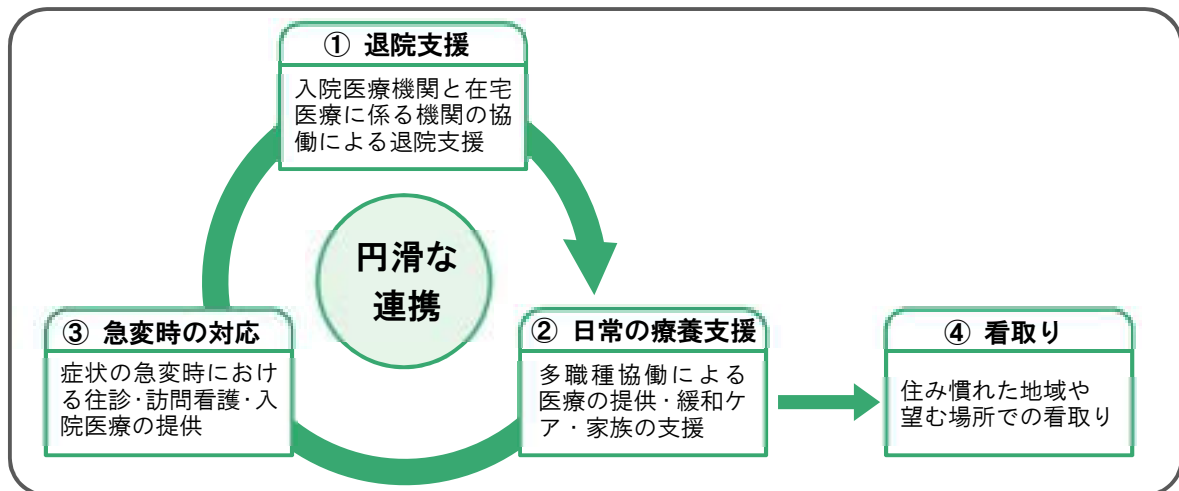 ① 退院支援
入院医療機関と在宅
医療に係る機関の協
働による退院支援
円滑な
連携
③ 急変時の対応
症状の急変時におけ
る往診・訪問看護・入
院医療の提供
② 日常の療養支援
多職種協働による
医療の提供・緩和ケ
ア・家族の支援
④ 看取り
住み慣れた地域や
望む場所での看取り